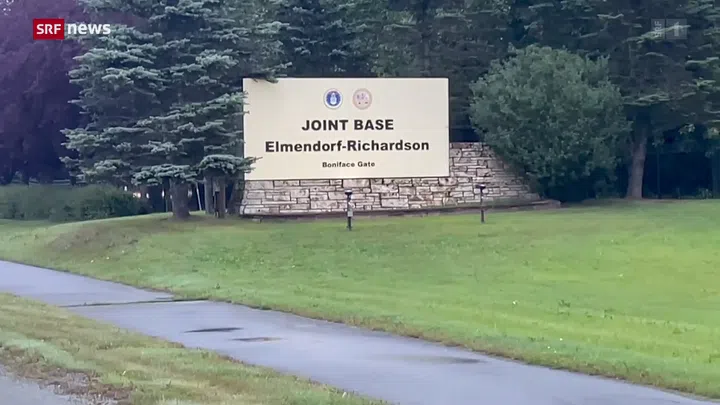 SRF news
JOINT BASE
Elmendorf-Richardson
Boniface Gate